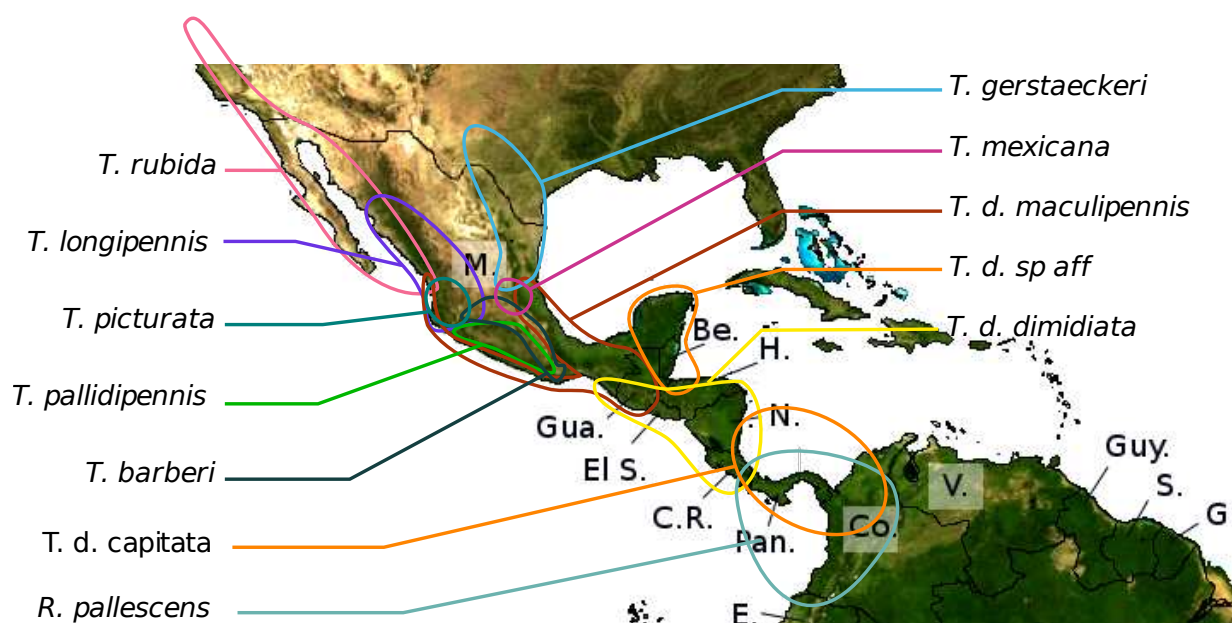 T. gerstaeckeri
T. mexicana
T. rubida
T. d. maculipennis
T. longipennis
M.
T. d. sp aff
T. picturata
Be.
T. d. dimidiata
H.
T. pallidipennis
Gua.
N.
T. barberi
El S.
Guy.
V.
S.
C.R.
G
T. d. capitata
Pan.
Co.
R. pallescens
E.